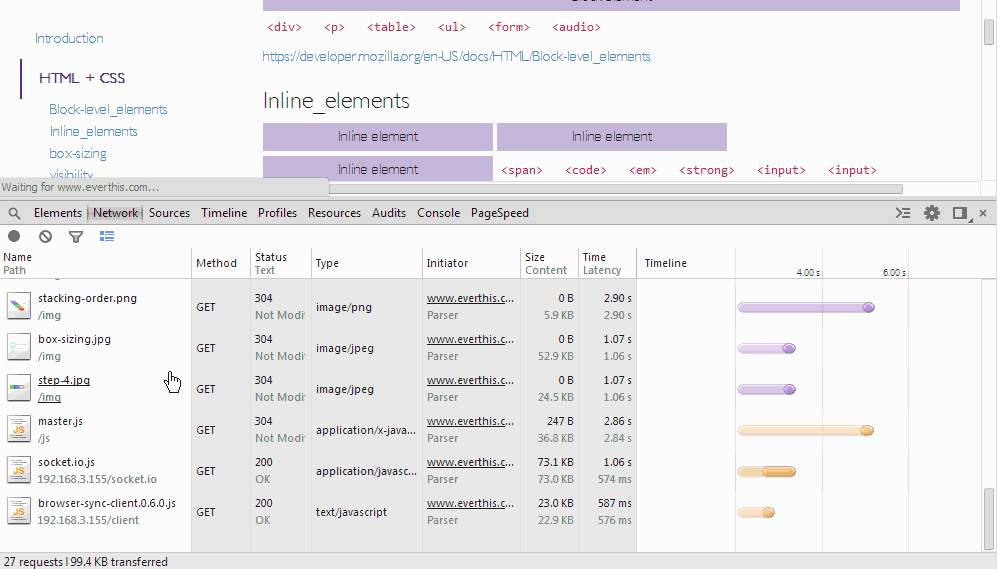 Block element
<div> <p> <table> <ul> <form> <audio>
Introduction
https://developer.mozilla.org/en-US/docs/HTML/Block-level_elements
HTML + CSS
Inline_elements
Block-level_elements
Inline_elements
Inline element Inline element
box-sizing
Inline element <span> <code> <em> <strong> <input> <input>
visibility
Waiting for www.everthis.com...
Elements Network Sources Timeline Profiles Resources Audits Console PageSpeed
Name Method Status Type Initiator Size Time Timeline
Path Text Content Latency 4.00 s 6.00 s
stacking-order.png GET 304 image/png www.everthis.c... 0 B 2.90 s
/img Not Modi Parser 5.9 KB 2.90 s
box-sizing.jpg GET 304 image/jpeg www.everthis.c... 0 B 1.07 s
/img Not Modi Parser 52.9 KB 1.06 s
step-4.jpg GET 304 image/jpeg www.everthis.c... 0 B 1.07 s
/img Not Modi Parser 24.5 KB 1.06 s
JS master.js GET 304 application/x-java... www.everthis.c... 247 B 2.86 s
/js Not Modi Parser 36.8 KB 2.84 s
JS socket.io.js GET 200 application/javasc... www.everthis.c... 73.1 KB 1.06 s
192.168.3.155/socket.io OK Parser 73.0 KB 574 ms
JS browser-sync-client.0.6.0.js GET 200 text/javascript www.everthis.c... 23.0 KB 587 ms
192.168.3.155/client OK Parser 22.9 KB 576 ms
27 requests | 99.4 KB transferred